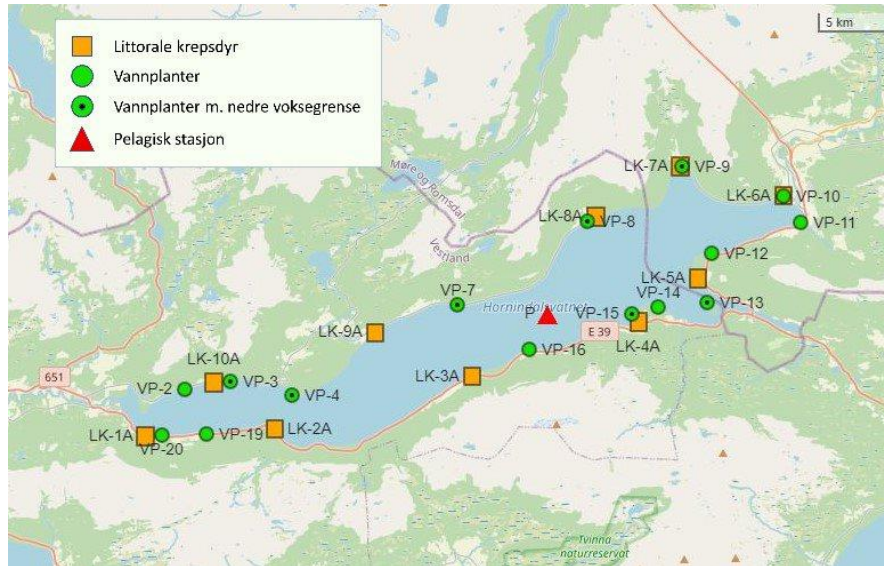 Littorale krepsdyr
Vannplanter
Vannplanter m. nedre voksegrense
Pelagisk stasjon
5 km
Møre og Romsdal
Vestland
LK-7A
VP-9
LK-6A
VP-10
LK-8A
VP-8
VP-11
VP-12
LK-5A
VP-7
Hornindalsvatnet
VP-14
VP-13
P
VP-15
LK-4A
E 39
LK-9A
VP-16
LK-10A
LK-3A
651
VP-2
VP-3
VP-4
LK-1A
VP-19
LK-2A
VP-20
Tvinna
naturreservat